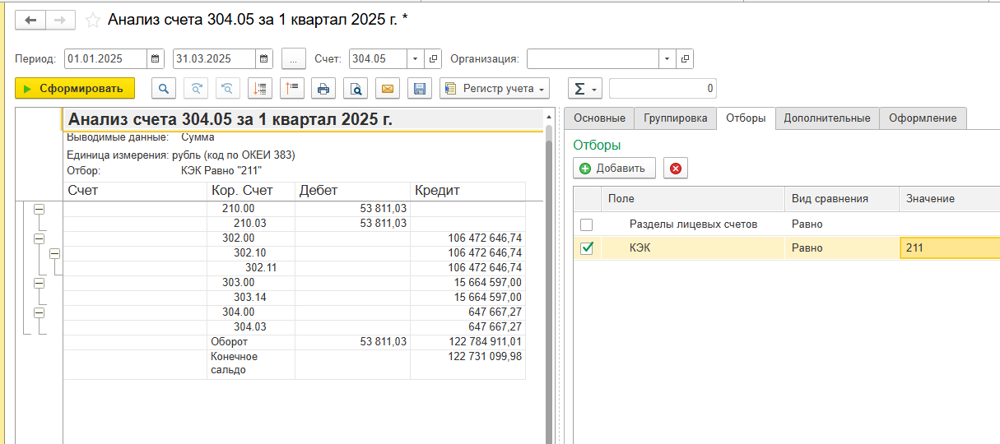 Анализ счета 304.05 за 1 квартал 2025 г. *
Период: 01.01.2025 31.03.2025 ... Счет: 304.05 Организация:
Сформировать Регистр учета Σ 0
Анализ счета 304.05 за 1 квартал 2025 г.
Выводимые данные: Сумма
Единица измерения: рубль (код по ОКЕИ 383)
Отбор: КЭК Равно "211"
Счет Кор. Счет Дебет Кредит
210.00 53 811,03
210.03 53 811,03
302.00 106 472 646,74
302.10 106 472 646,74
302.11 106 472 646,74
303.00 15 664 597,00
303.14 15 664 597,00
304.00 647 667,27
304.03 647 667,27
Оборот 53 811,03 122 784 911,01
Конечное 122 731 099,98
сальдо
Основные Группировка Отборы Дополнительные Оформление
Отборы
Добавить
Поле Вид сравнения Значение
Разделы лицевых счетов Равно
КЭК Равно 211